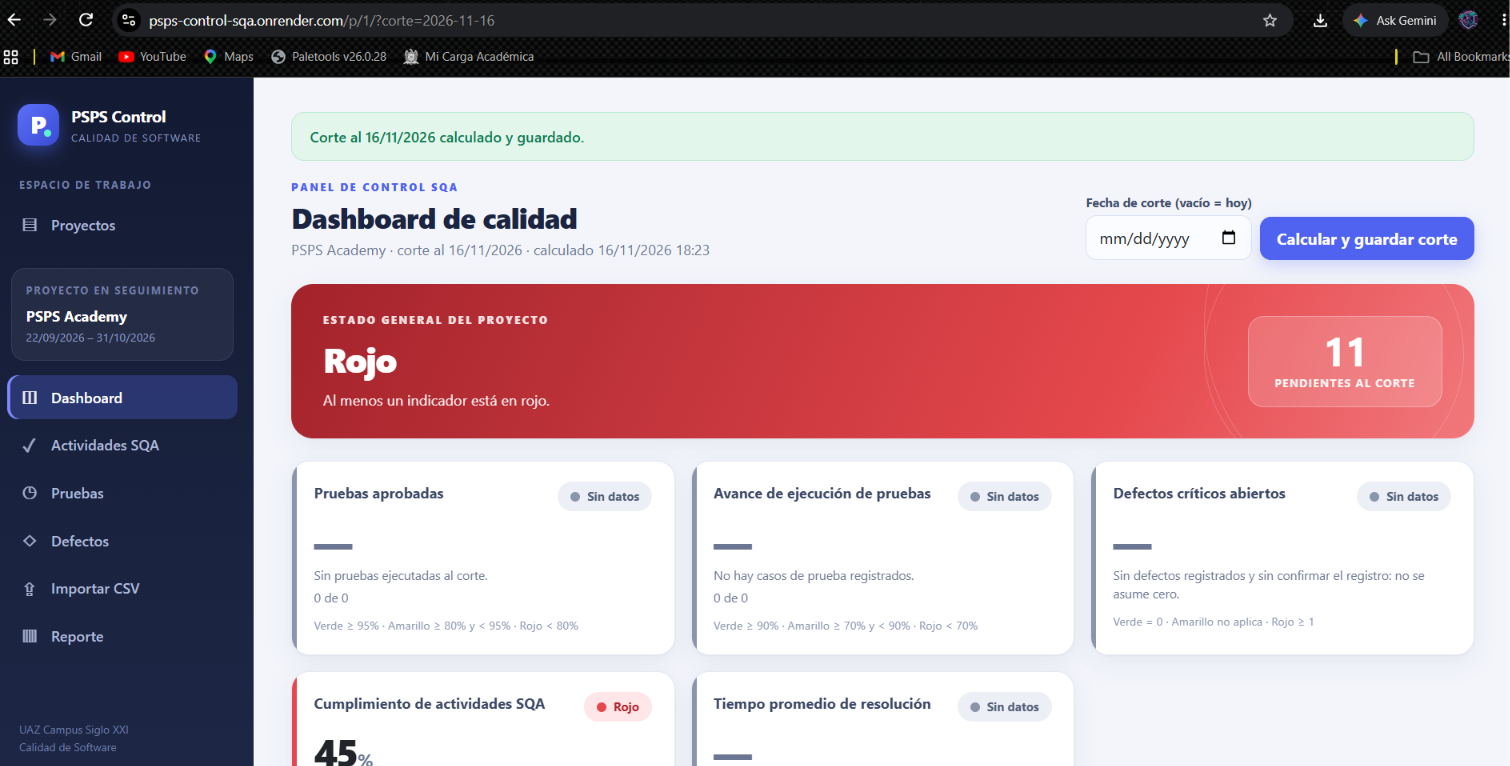 psps-control-sqa.onrender.com/p/1/?corte=2026-11-16
Ask Gemini
Gmail
YouTube
Maps
Paletools v26.0.28
Mi Carga Académica
All Bookmarks
P.
PSPS Control
CALIDAD DE SOFTWARE
ESPACIO DE TRABAJO
Proyectos
PROYECTO EN SEGUIMIENTO
PSPS Academy
22/09/2026 – 31/10/2026
Dashboard
Actividades SQA
Pruebas
Defectos
Importar CSV
Reporte
UAZ Campus Siglo XXI
Calidad de Software
Corte al 16/11/2026 calculado y guardado.
PANEL DE CONTROL SQA
Dashboard de calidad
PSPS Academy · corte al 16/11/2026 · calculado 16/11/2026 18:23
Fecha de corte (vacío = hoy)
mm/dd/yyyy
Calcular y guardar corte
ESTADO GENERAL DEL PROYECTO
Rojo
Al menos un indicador está en rojo.
11
PENDIENTES AL CORTE
Pruebas aprobadas
Sin datos
—
Sin pruebas ejecutadas al corte.
0 de 0
Verde ≥ 95% · Amarillo ≥ 80% y < 95% · Rojo < 80%
Avance de ejecución de pruebas
Sin datos
—
No hay casos de prueba registrados.
0 de 0
Verde ≥ 90% · Amarillo ≥ 70% y < 90% · Rojo < 70%
Defectos críticos abiertos
Sin datos
—
Sin defectos registrados y sin confirmar el registro: no se
asume cero.
Verde = 0 · Amarillo no aplica · Rojo ≥ 1
Cumplimiento de actividades SQA
Rojo
45%
Tiempo promedio de resolución
Sin datos
—